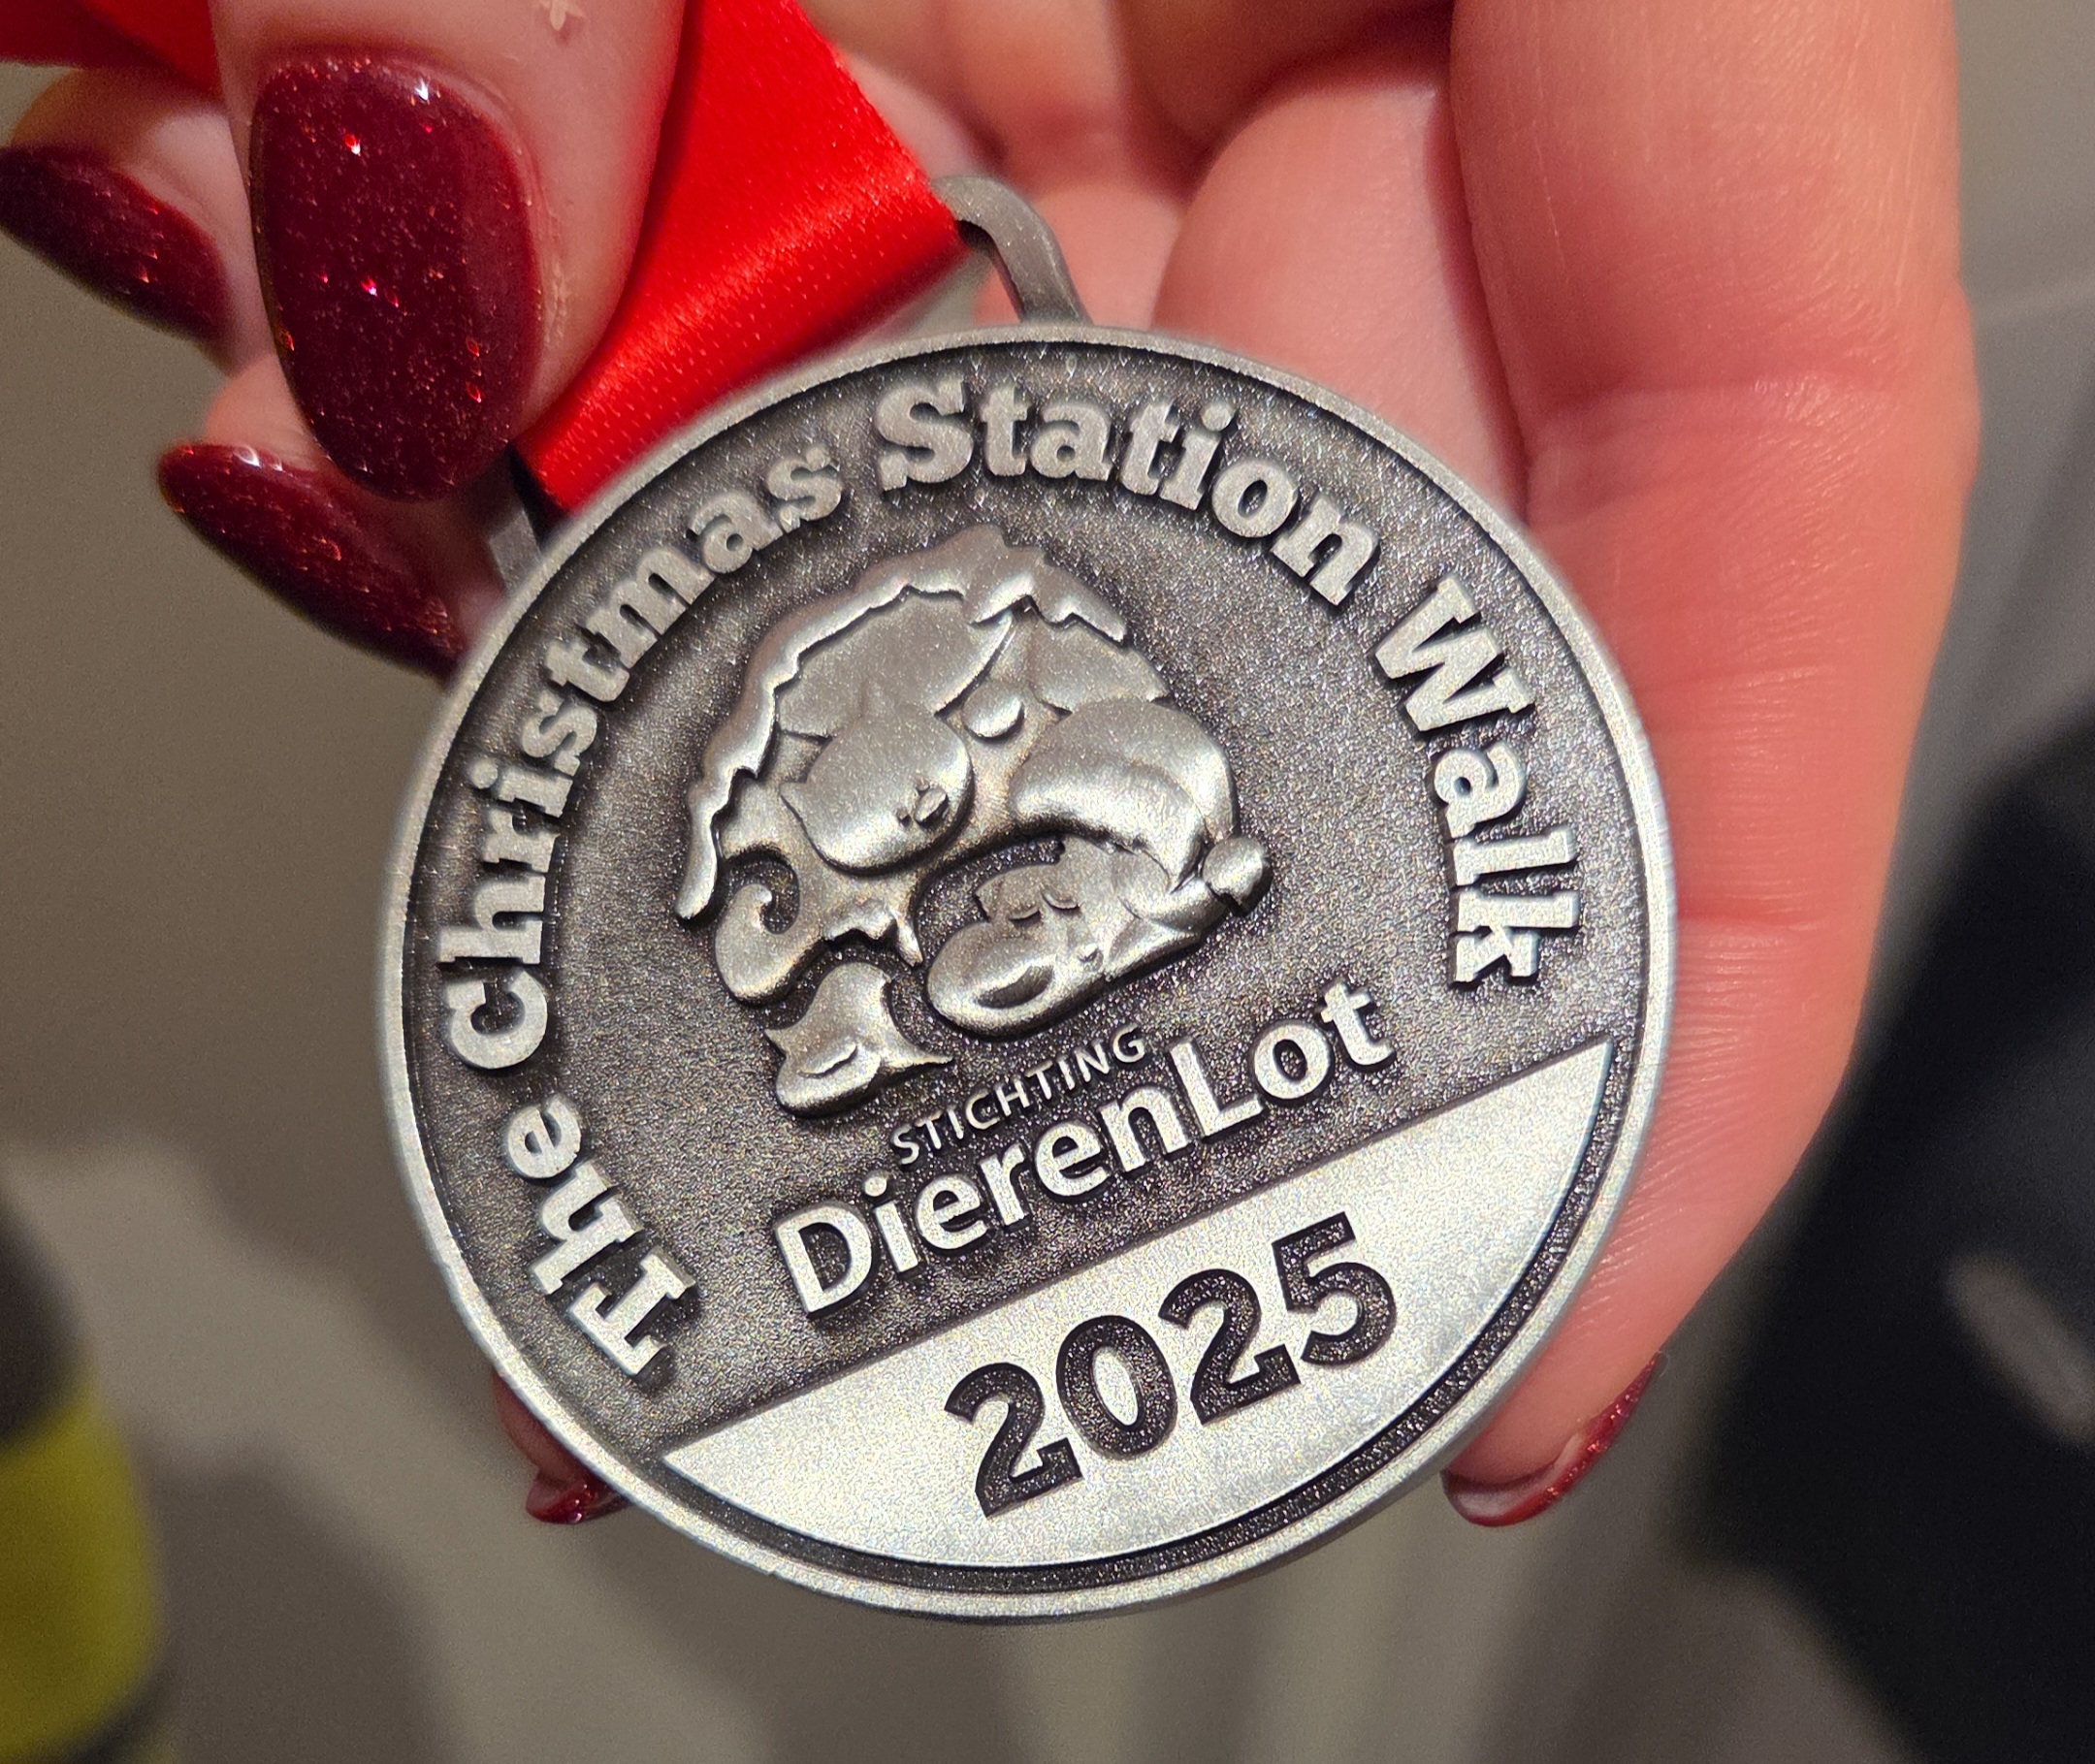 The Christmas Station Walk
STICHTING
DierenLot
2025